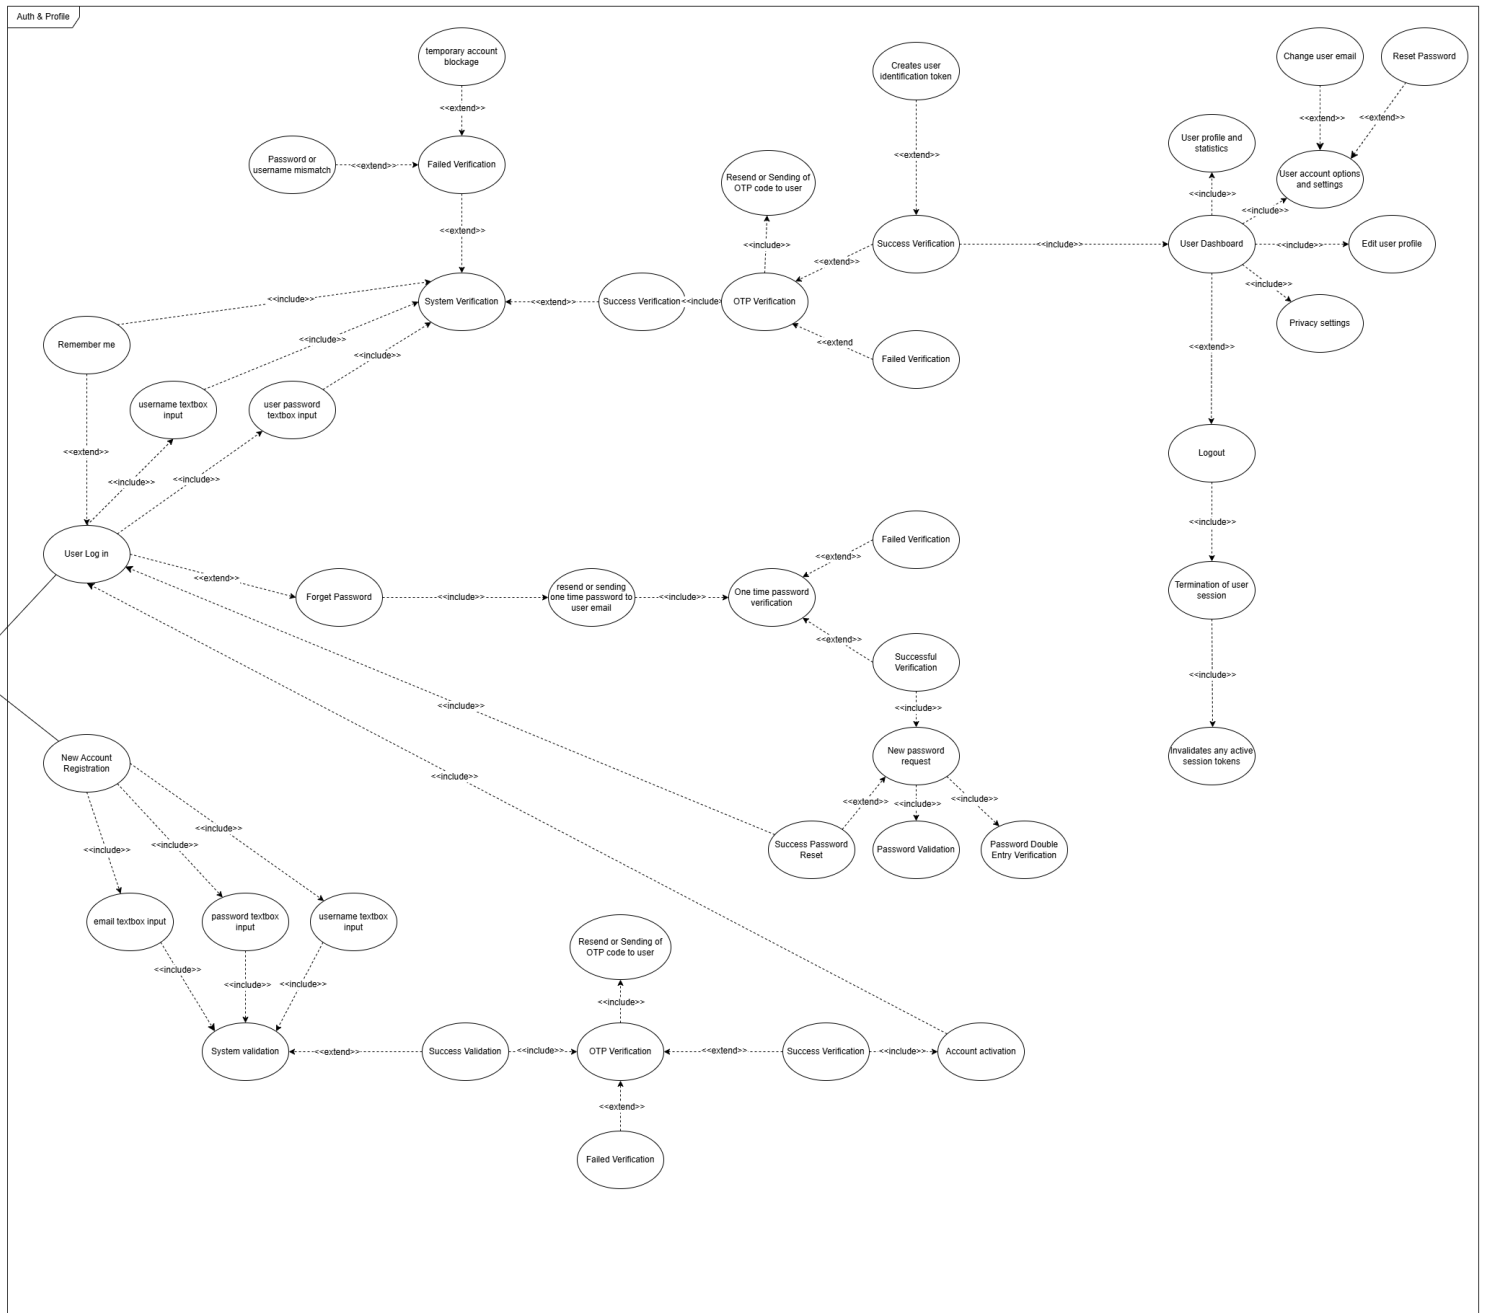 Auth & Profile
temporary account
blockage
<<extend>>
Password or
username mismatch
<<extend>>
Failed Verification
<<extend>>
Creates user
identification token
<<extend>>
Change user email
Reset Password
<<extend>>
<<extend>>
User profile and
statistics
User account options
and settings
<<include>>
<<include>>
Resend or Sending of
OTP code to user
<<include>>
Success Verification
<<extend>>
<<include>>
User Dashboard
<<include>>
Edit user profile
<<include>>
Privacy settings
<<include>>
System Verification
<<extend>>
Success Verification
<<include>
OTP Verification
<<extend
Failed Verification
Remember me
<<include>>
<<include>>
username textbox
input
user password
textbox input
<<extend>>
<<include>>
<<include>>
<<extend>>
Logout
<<include>>
Termination of user
session
<<include>>
Invalidates any active
session tokens
User Log in
<<extend>>
Forget Password
<<include>>
resend or sending
one time password to
user email
<<include>>
One time password
verification
<<extend>>
Failed Verification
<<extend>>
Successful
Verification
<<include>>
New password
request
<<extend>>
<<include>>
<<include>>
Success Password
Reset
Password Validation
Password Double
Entry Verification
<<include>>
<<include>>
New Account
Registration
<<include>>
<<include>>
<<include>>
email textbox input
password textbox
input
username textbox
input
<<include>>
<<include>>
<<include>>
System validation
<<extend>>
Success Validation
<<include>>
Resend or Sending of
OTP code to user
<<include>>
OTP Verification
<<extend>>
Success Verification
<<include>>
Account activation
<<extend>>
Failed Verification